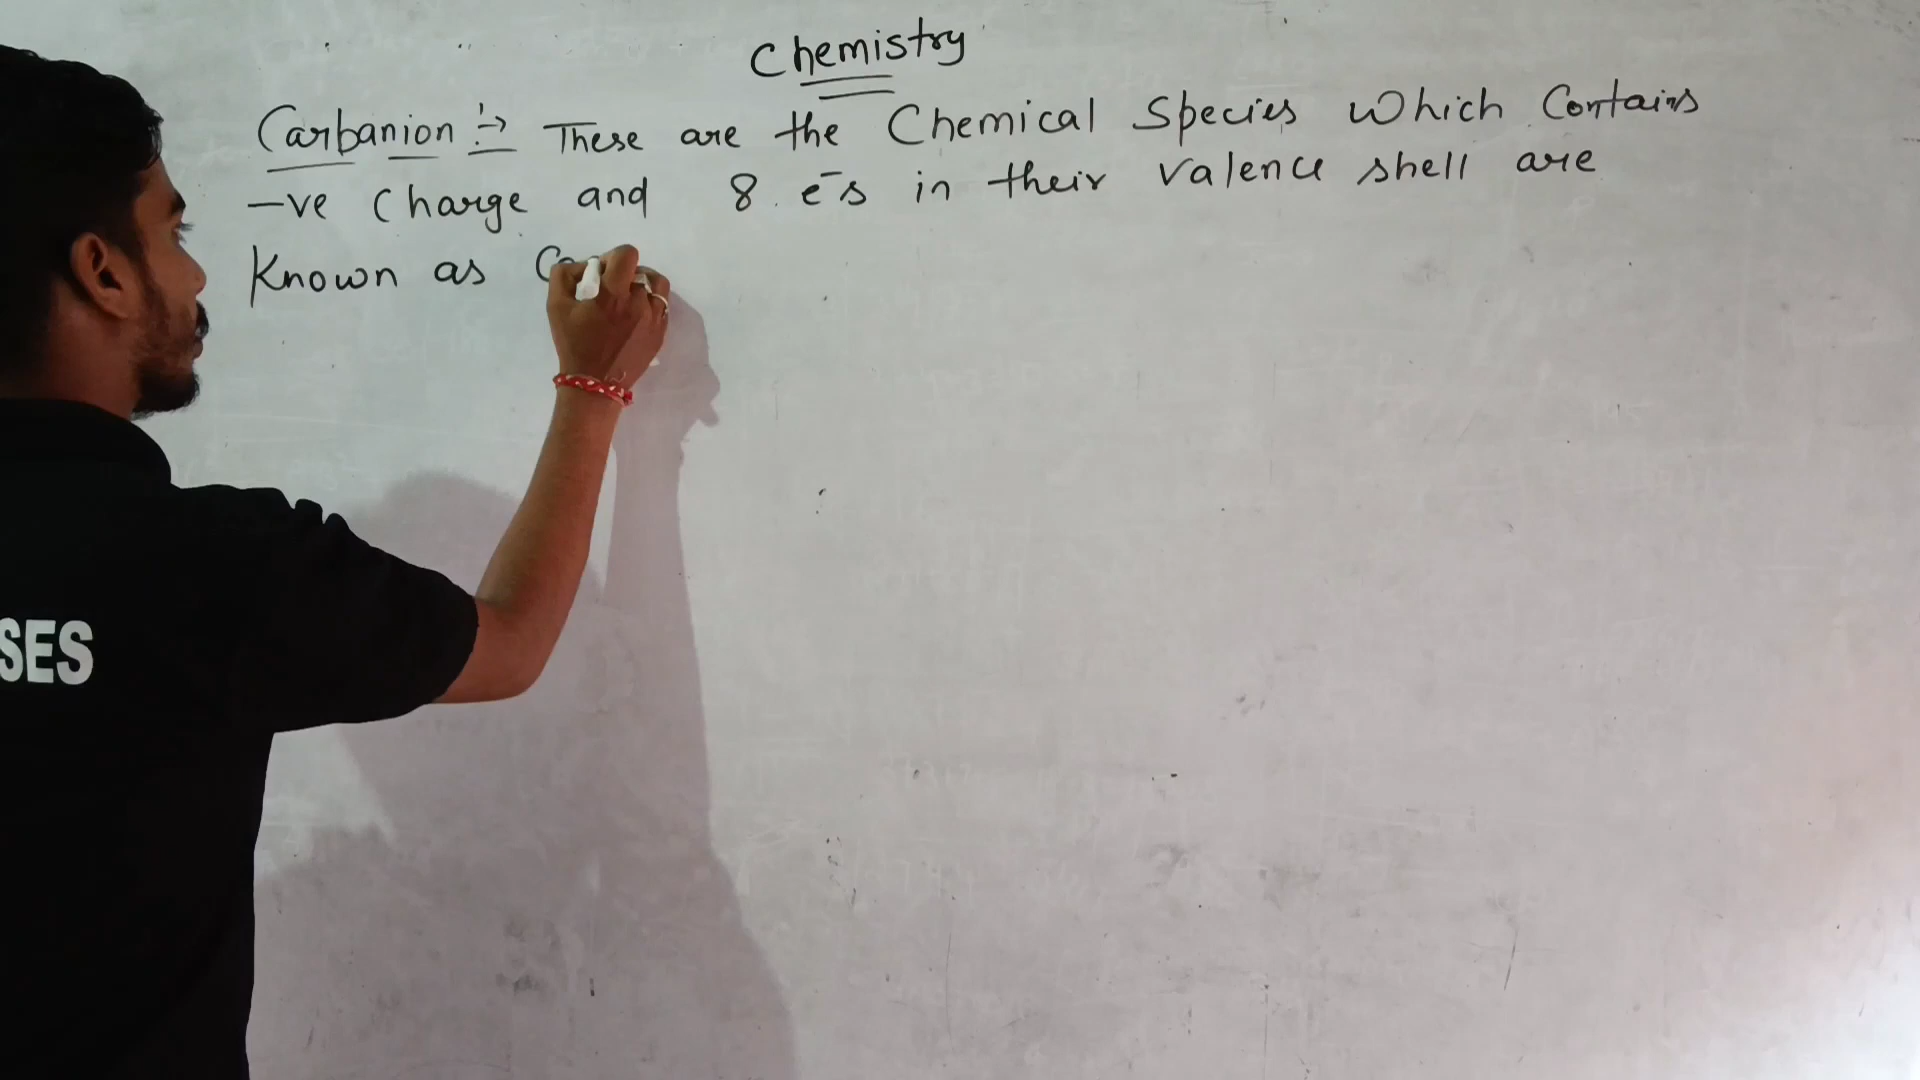 Chemistry
Carbanion :→ These are the Chemical Species Which Contains
-ve Charge and 8 e⁻s in their valence shell are
Known as
SES